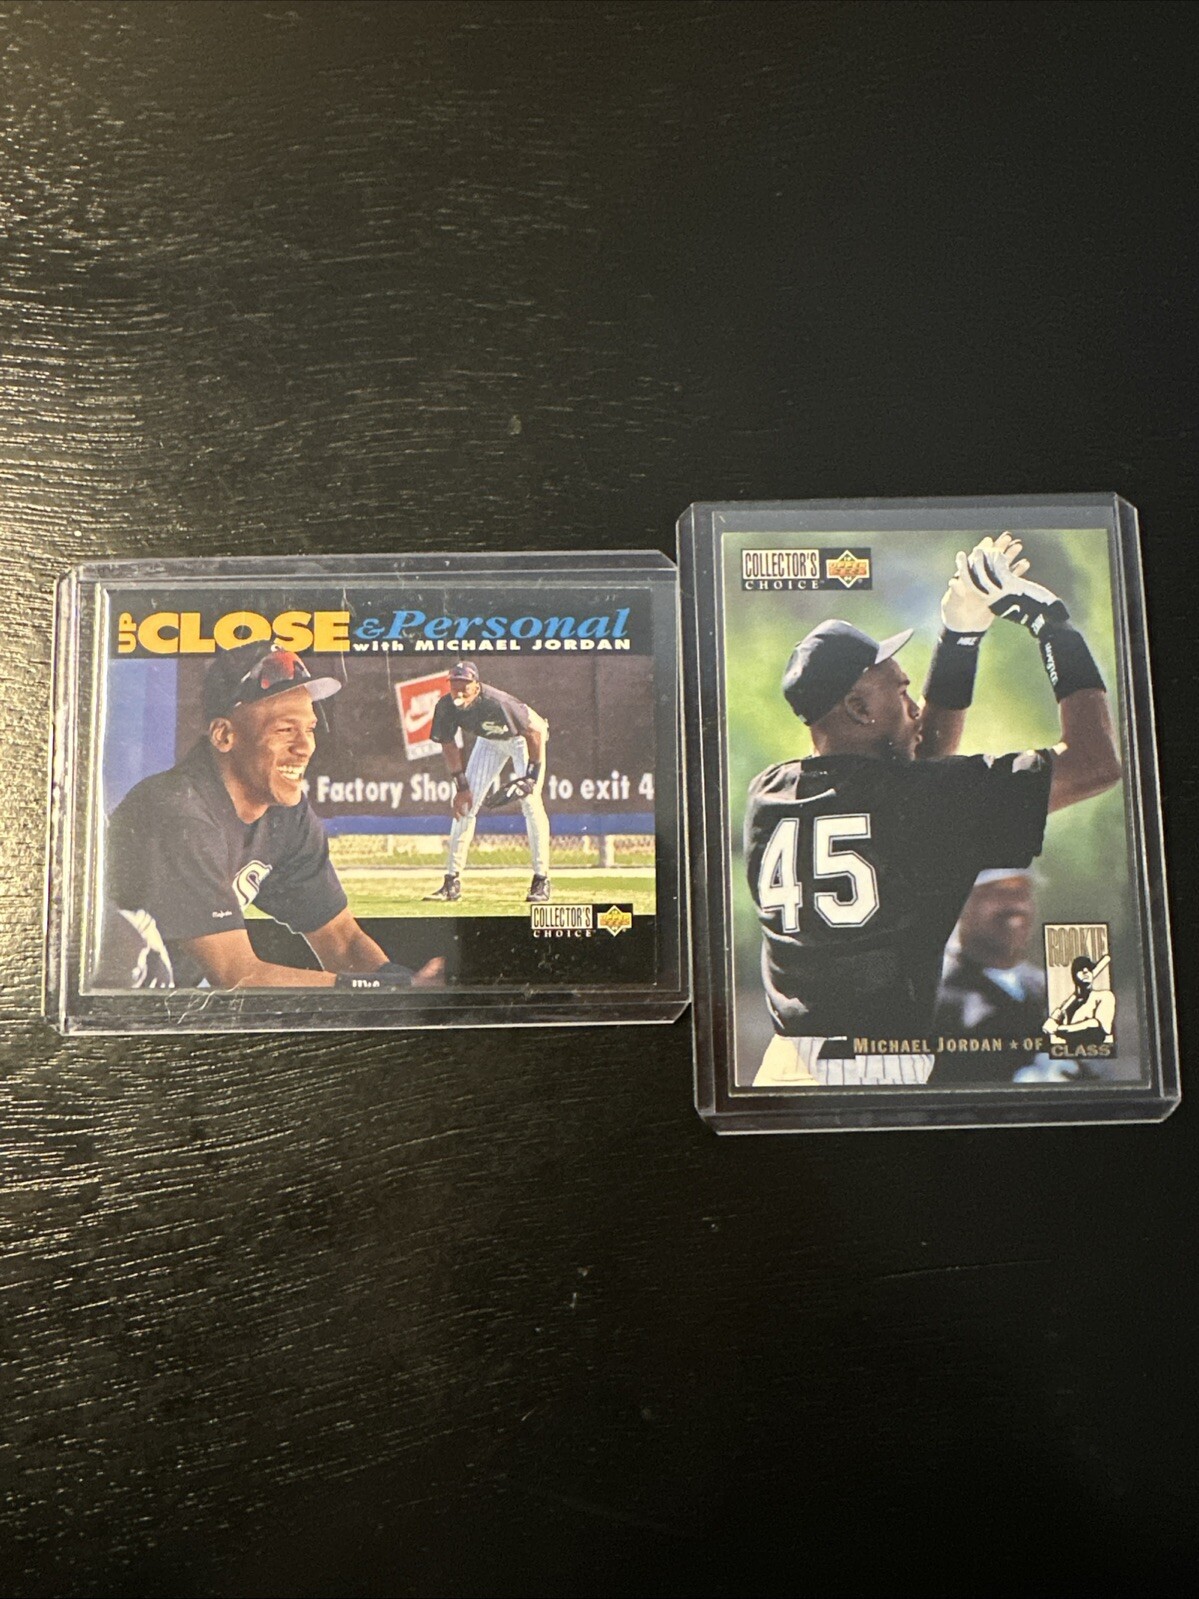 UP CLOSE & Personal
with MICHAEL JORDAN
Factory Sho to exit 4
COLLECTOR'S
CHOICE
COLLECTOR'S
CHOICE
NIKE
45
ROOKIE
MICHAEL JORDAN ★ OF
CLASS